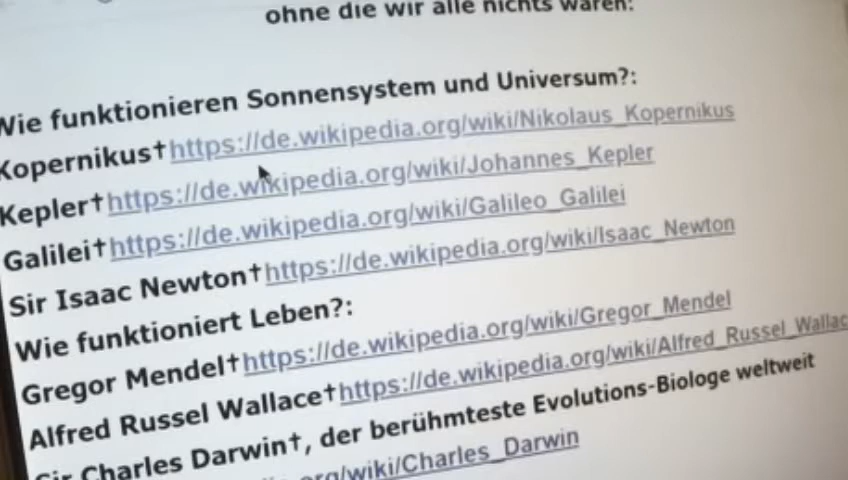 ohne die wir alle nichts wären:
Wie funktionieren Sonnensystem und Universum?:
Kopernikus†https://de.wikipedia.org/wiki/Nikolaus_Kopernikus
Kepler†https://de.wikipedia.org/wiki/Johannes_Kepler
Galilei†https://de.wikipedia.org/wiki/Galileo_Galilei
Sir Isaac Newton†https://de.wikipedia.org/wiki/Isaac_Newton
Wie funktioniert Leben?:
Gregor Mendel†https://de.wikipedia.org/wiki/Gregor_Mendel
Alfred Russel Wallace†https://de.wikipedia.org/wiki/Alfred_Russel_Wallac
Sir Charles Darwin†, der berühmteste Evolutions-Biologe weltweit
.org/wiki/Charles_Darwin